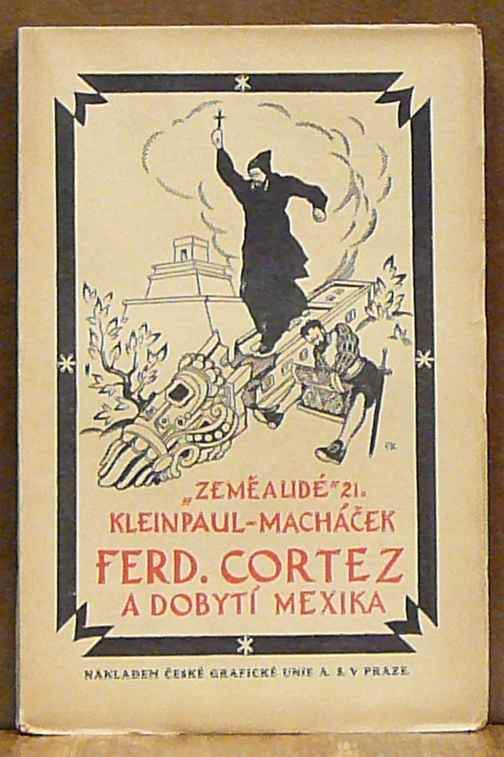 „ZEMĚ A LIDÉ" 21.
KLEINPAUL-MACHÁČEK
FERD. CORTEZ
A DOBYTÍ MEXIKA
NÁKLADEM ČESKÉ GRAFICKÉ UNIE A. S. V PRAZE